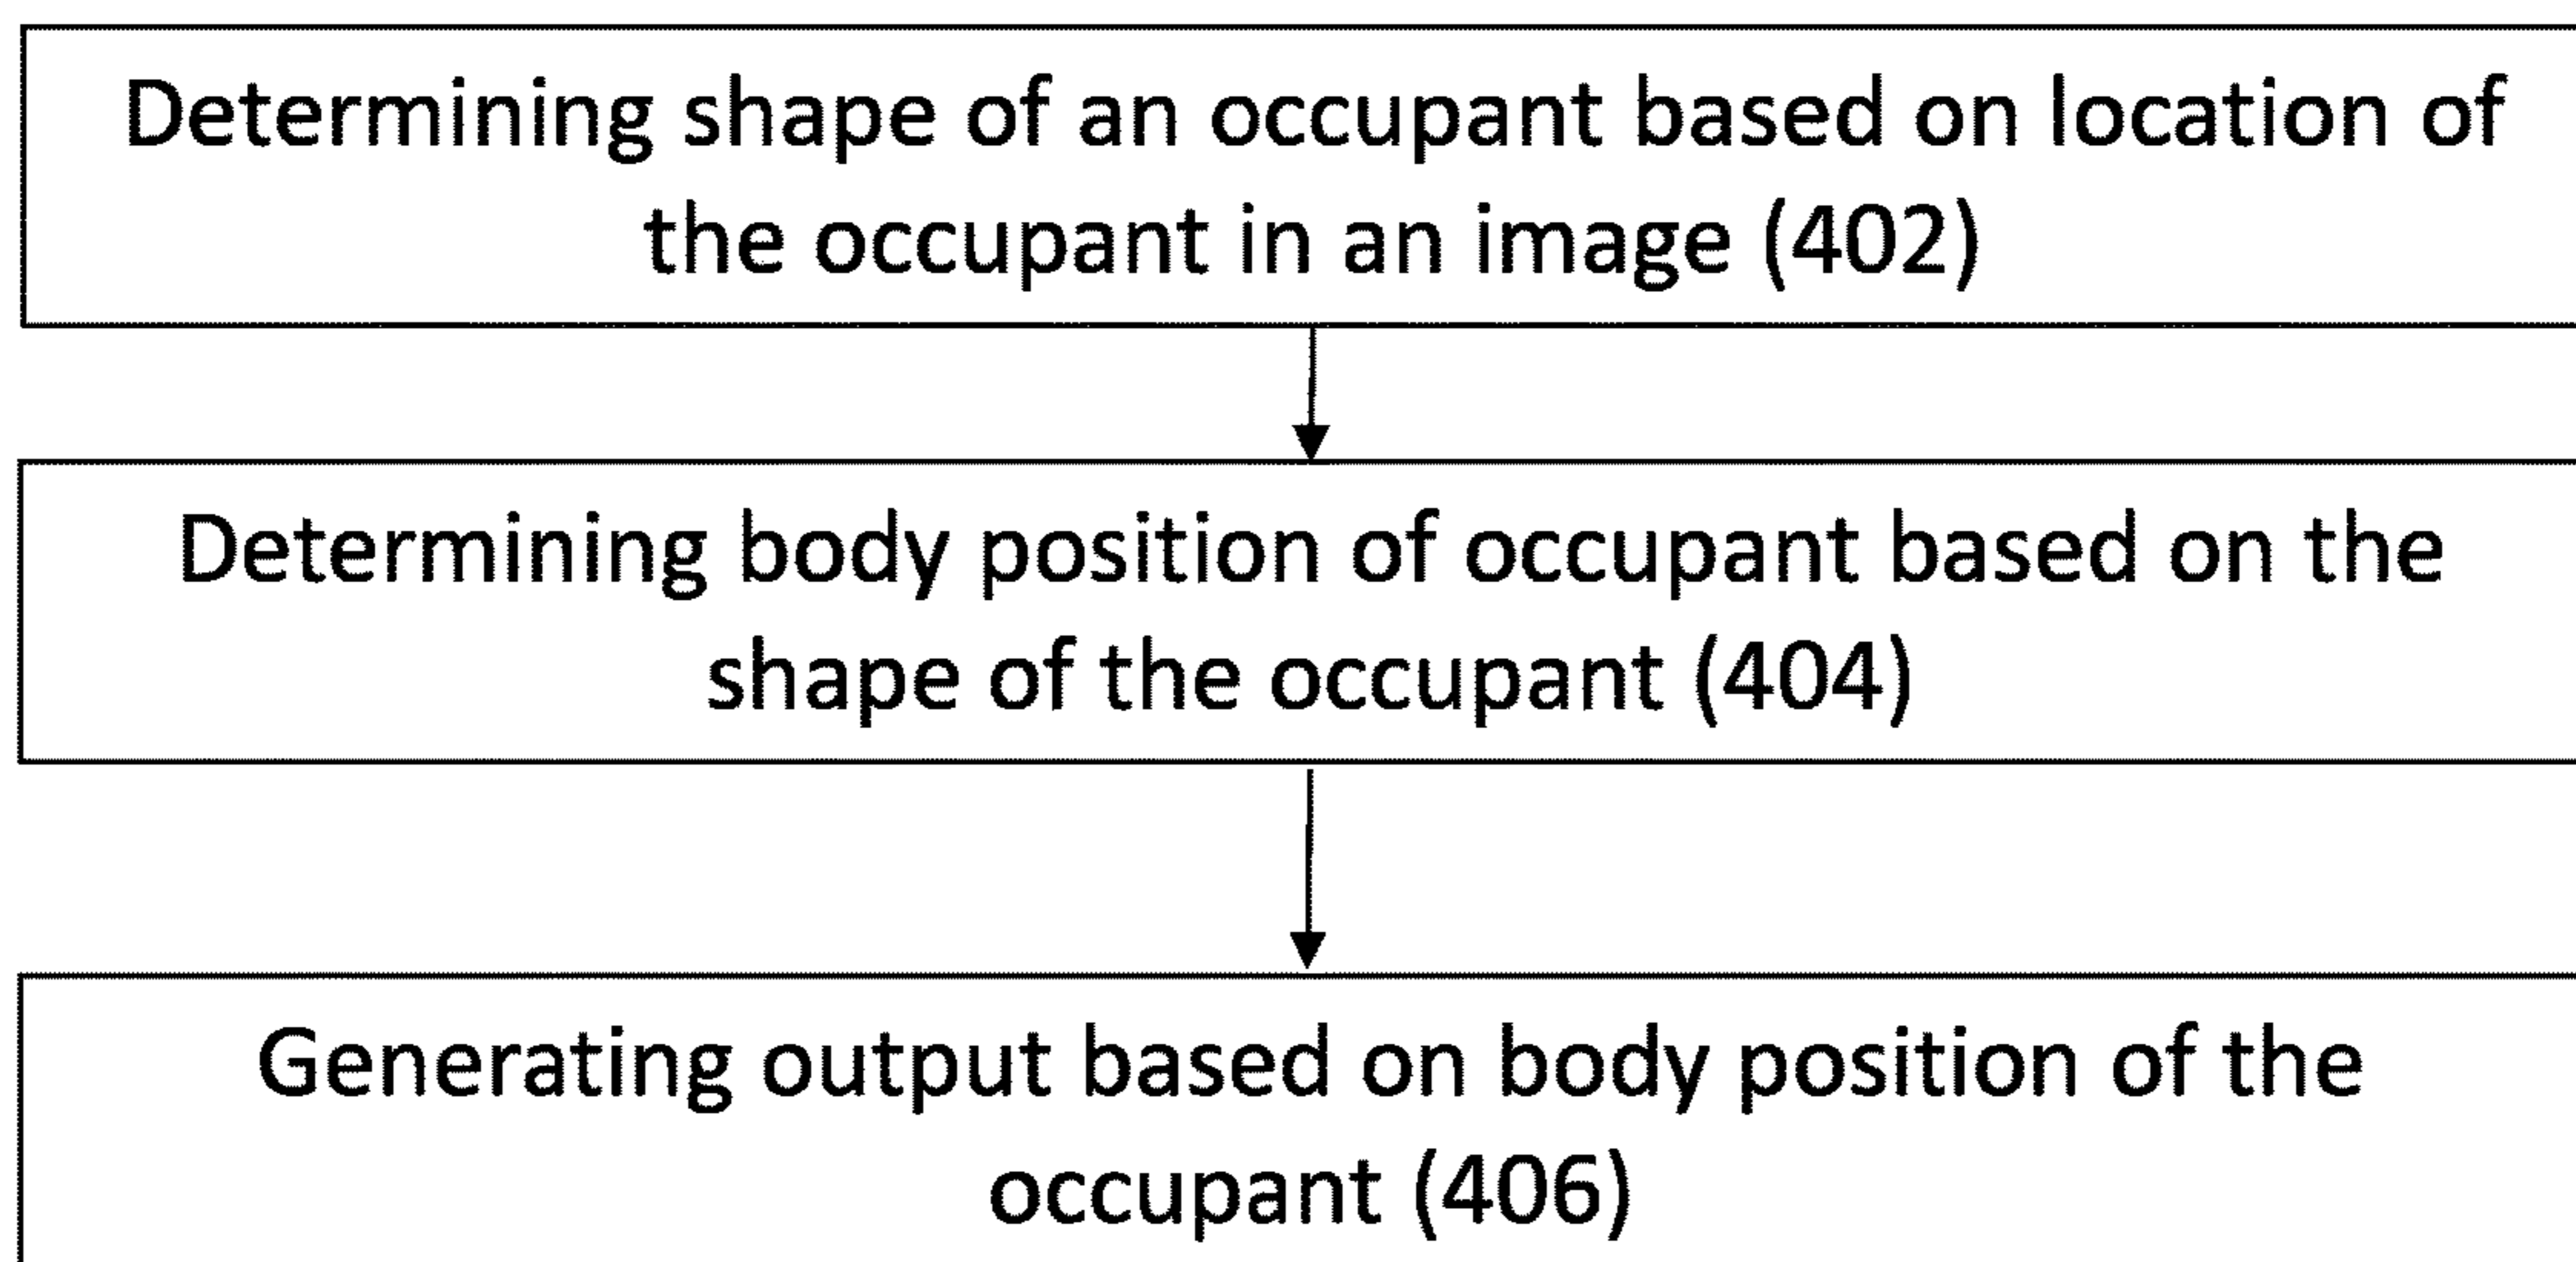 Determining shape of an occupant based on location of
the occupant in an image (402)
Determining body position of occupant based on the
shape of the occupant (404)
Generating output based on body position of the
occupant (406)